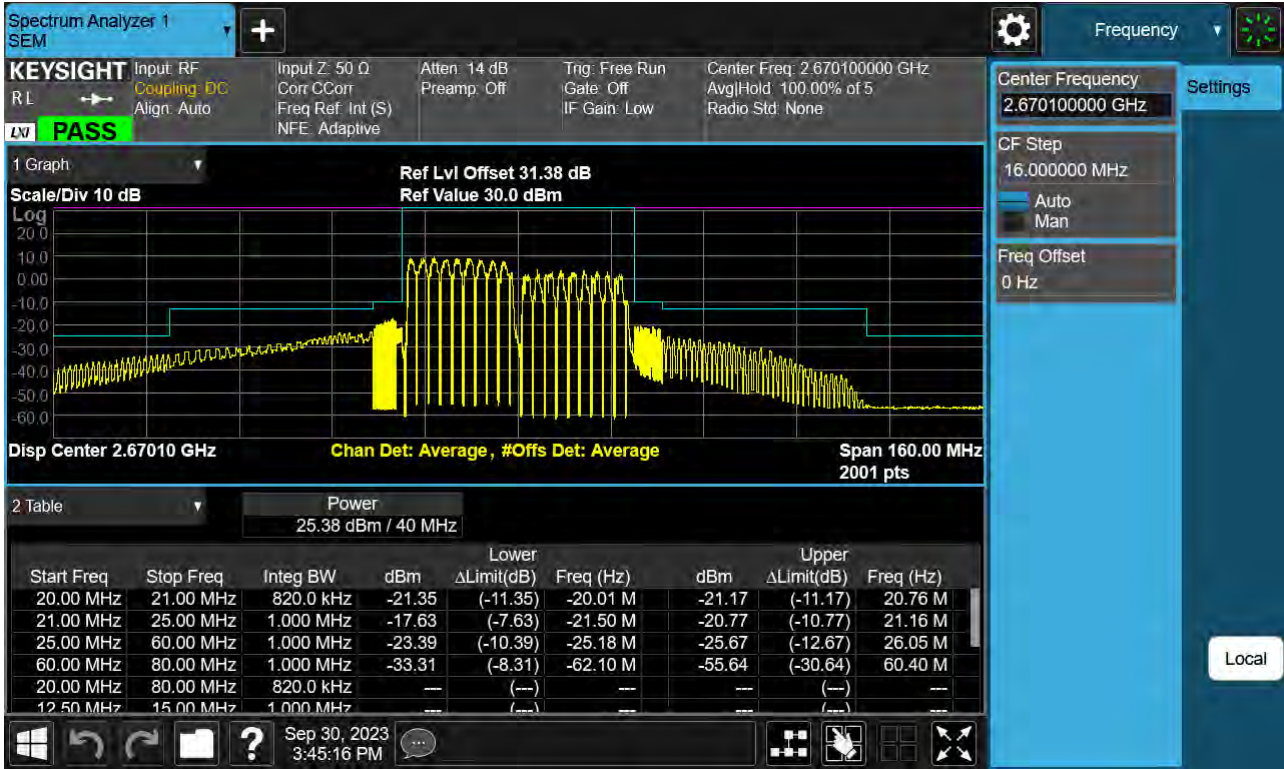 Spectrum Analyzer 1
SEM
+
Frequency
KEYSIGHT
RL
LXI
PASS
Input: RF
Coupling: DC
Align: Auto
Input Z: 50 Ω
Corr CCorr
Freq Ref: Int (S)
NFE: Adaptive
Atten: 14 dB
Preamp: Off
Trig: Free Run
Gate: Off
IF Gain: Low
Center Freq: 2.670100000 GHz
Avg|Hold: 100.00% of 5
Radio Std: None
Center Frequency
2.670100000 GHz
Settings
CF Step
16.000000 MHz
Auto
Man
Freq Offset
0 Hz
Local
1 Graph
Scale/Div 10 dB
Ref Lvl Offset 31.38 dB
Ref Value 30.0 dBm
Log
20.0
10.0
0.00
-10.0
-20.0
-30.0
-40.0
-50.0
-60.0
Disp Center 2.67010 GHz
Chan Det: Average, #Offs Det: Average
Span 160.00 MHz
2001 pts
2 Table
Power
25.38 dBm / 40 MHz
Lower Upper
Start Freq Stop Freq Integ BW dBm ΔLimit(dB) Freq (Hz) dBm ΔLimit(dB) Freq (Hz)
20.00 MHz 21.00 MHz 820.0 kHz -21.35 (-11.35) -20.01 M -21.17 (-11.17) 20.76 M
21.00 MHz 25.00 MHz 1.000 MHz -17.63 (-7.63) -21.50 M -20.77 (-10.77) 21.16 M
25.00 MHz 60.00 MHz 1.000 MHz -23.39 (-10.39) -25.18 M -25.67 (-12.67) 26.05 M
60.00 MHz 80.00 MHz 1.000 MHz -33.31 (-8.31) -62.10 M -55.64 (-30.64) 60.40 M
20.00 MHz 80.00 MHz 820.0 kHz --- (---) --- --- (---) ---
12.50 MHz 15.00 MHz 1.000 MHz --- (---) --- --- (---) ---
?
Sep 30, 2023
3:45:16 PM